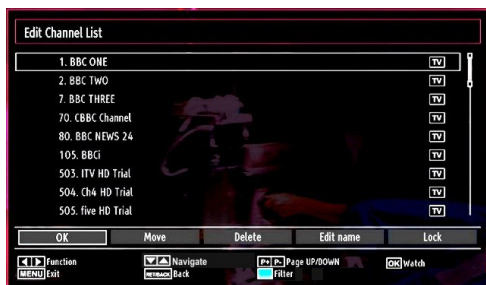 Edit Channel List
1. BBC ONE TV
2. BBC TWO TV
7. BBC THREE TV
70. CBBC Channel TV
80. BBC NEWS 24 TV
105. BBCi TV
503. ITV HD Trial TV
504. Ch4 HD Trial TV
505. five HD Trial TV
OK Move Delete Edit name Lock
Function Navigate P+ P- Page UP/DOWN OK Watch
MENU Exit RET/BACK Back Filter